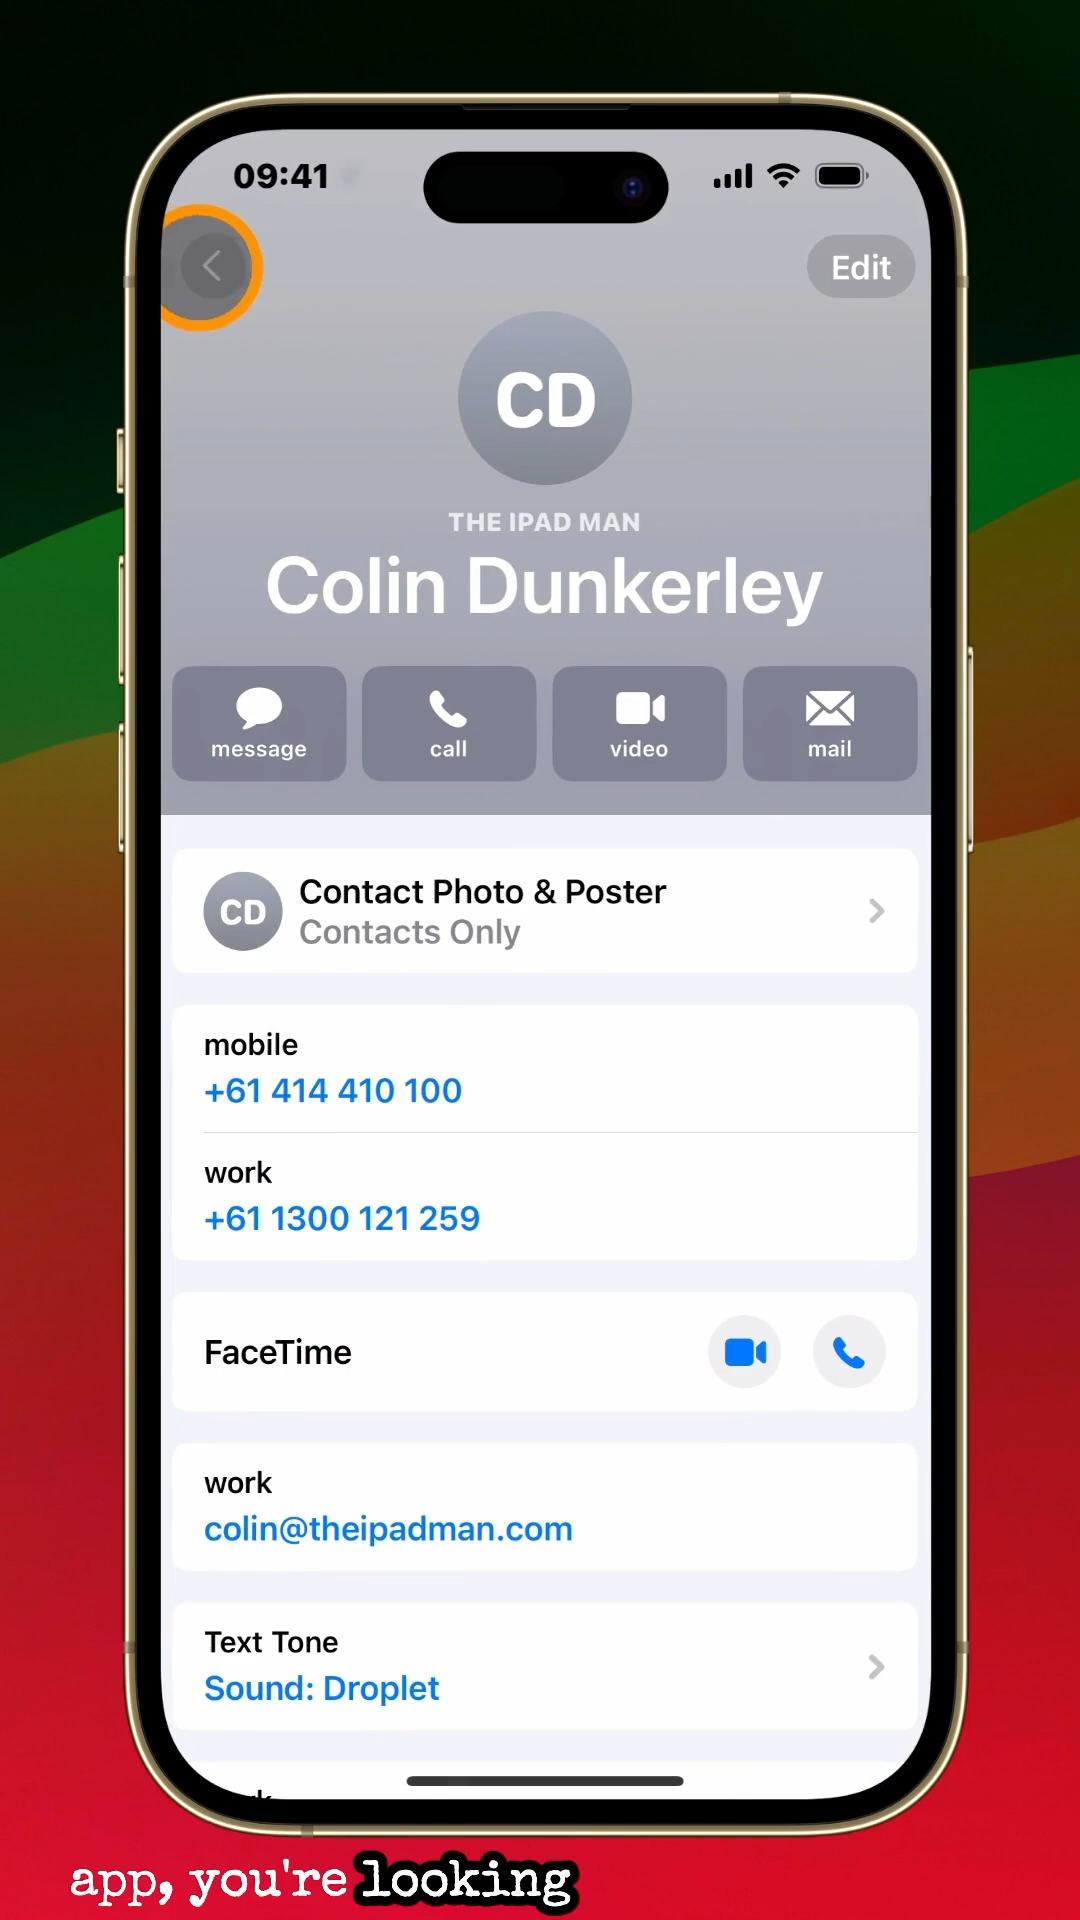 09:41
Edit
CD
THE IPAD MAN
Colin Dunkerley
message
call
video
mail
CD
Contact Photo & Poster
Contacts Only
mobile
+61 414 410 100
work
+61 1300 121 259
FaceTime
work
colin@theipadman.com
Text Tone
Sound: Droplet
app, you're looking